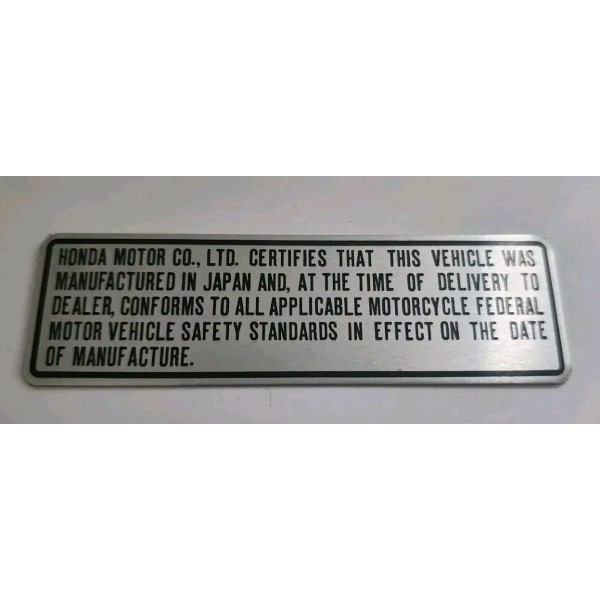 HONDA MOTOR CO., LTD. CERTIFIES THAT THIS VEHICLE WAS
MANUFACTURED IN JAPAN AND, AT THE TIME OF DELIVERY TO
DEALER, CONFORMS TO ALL APPLICABLE MOTORCYCLE FEDERAL
MOTOR VEHICLE SAFETY STANDARDS IN EFFECT ON THE DATE
OF MANUFACTURE.